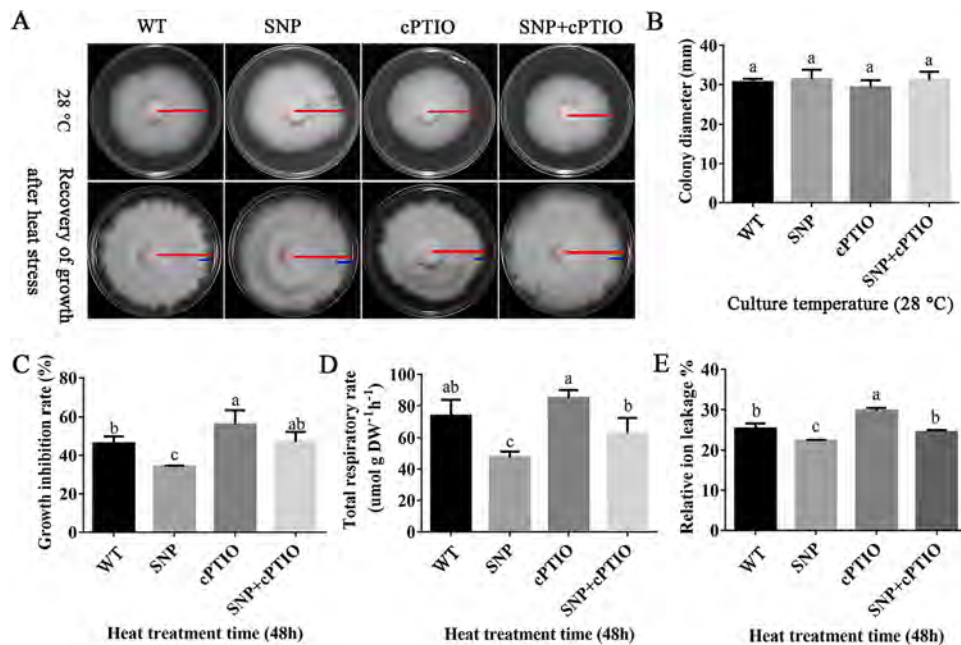 A
WT SNP cPTIO SNP+cPTIO
28 °C
Recovery of growth
after heat stress
B
Colony diameter (mm)
40
30
20
10
0
a a a a
WT SNP cPTIO SNP+cPTIO
Culture temperature (28 °C)
C
Growth inhibition rate (%)
80
60
40
20
0
b c a ab
WT SNP cPTIO SNP+cPTIO
Heat treatment time (48h)
D
Total respiratory rate
(umol g DW⁻¹h⁻¹)
100
80
60
40
20
0
ab c a b
WT SNP cPTIO SNP+cPTIO
Heat treatment time (48h)
E
Relative ion leakage %
40
30
20
10
0
b c a b
WT SNP cPTIO SNP+cPTIO
Heat treatment time (48h)